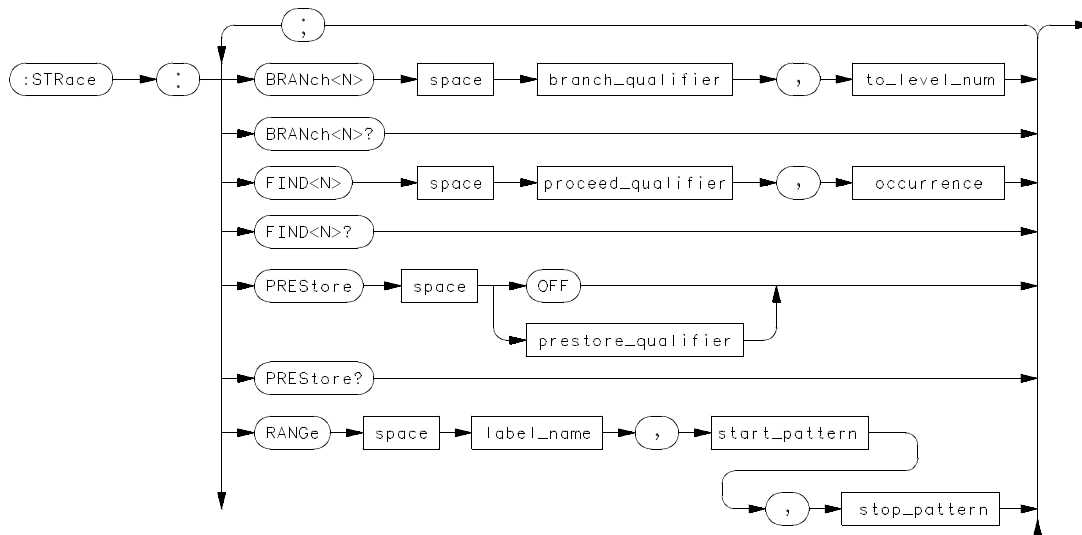 ;
:STRace : BRANch<N> space branch_qualifier , to_level_num
BRANch<N>?
FIND<N> space proceed_qualifier , occurrence
FIND<N>?
PREStore space OFF
prestore_qualifier
PREStore?
RANGe space label_name , start_pattern
, stop_pattern